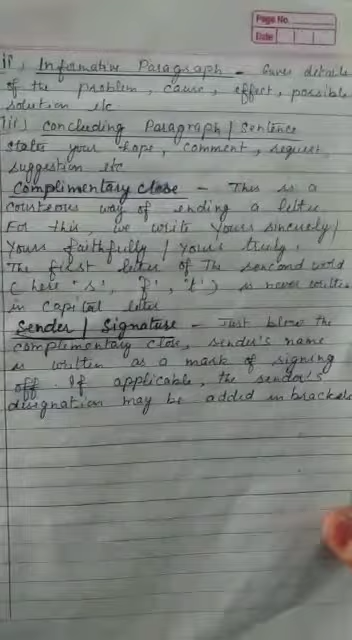 Page No.
Date
ii) Informative Paragraph - Gives details
of the problem, cause, effect, possible
solution etc
iii) Concluding Paragraph / Sentence
States your hope, comment, request,
suggestion etc
Complimentary close - This is a
courteous way of ending a letter
For this, we write Yours sincerely /
Yours faithfully / Yours truly.
The first letter of The sencond word
(here 's', 'f', 't') is never written
in Capital letter
Sender / Signature - Just blow the
complementary close, sender's name
is written as a mark of signing
off. If applicable, the sender's
designation may be added in brackets